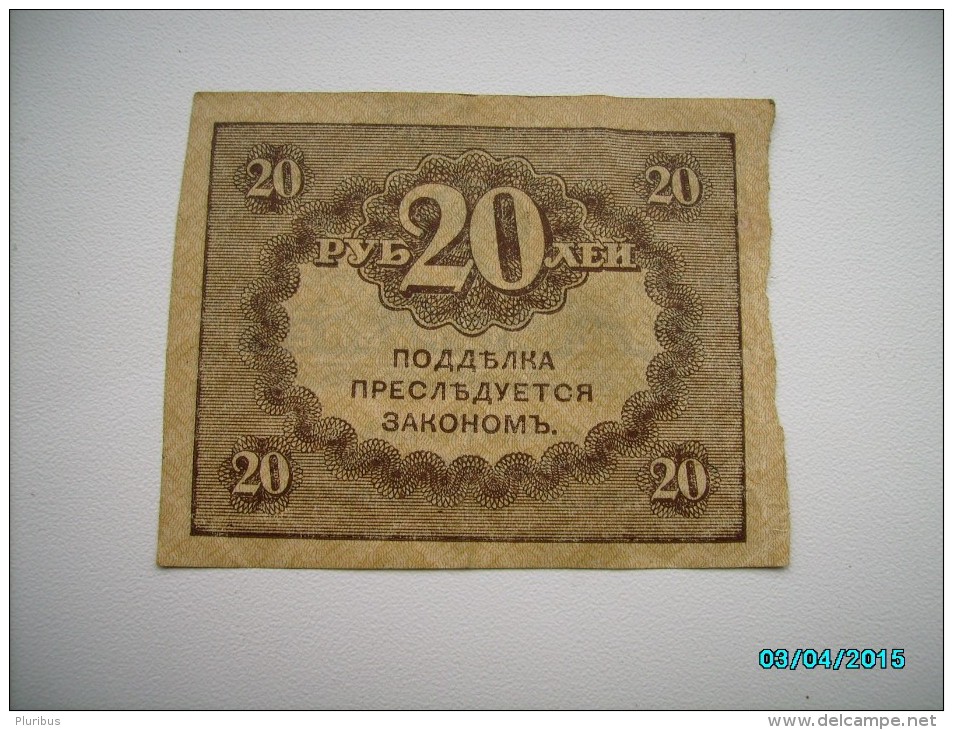 20 20
РУБ 20 ЛЕЙ
ПОДДѢЛКА
ПРЕСЛѢДУЕТСЯ
ЗАКОНОМЪ.
20 20
03/04/2015
Pluribus
www.delcampe.net